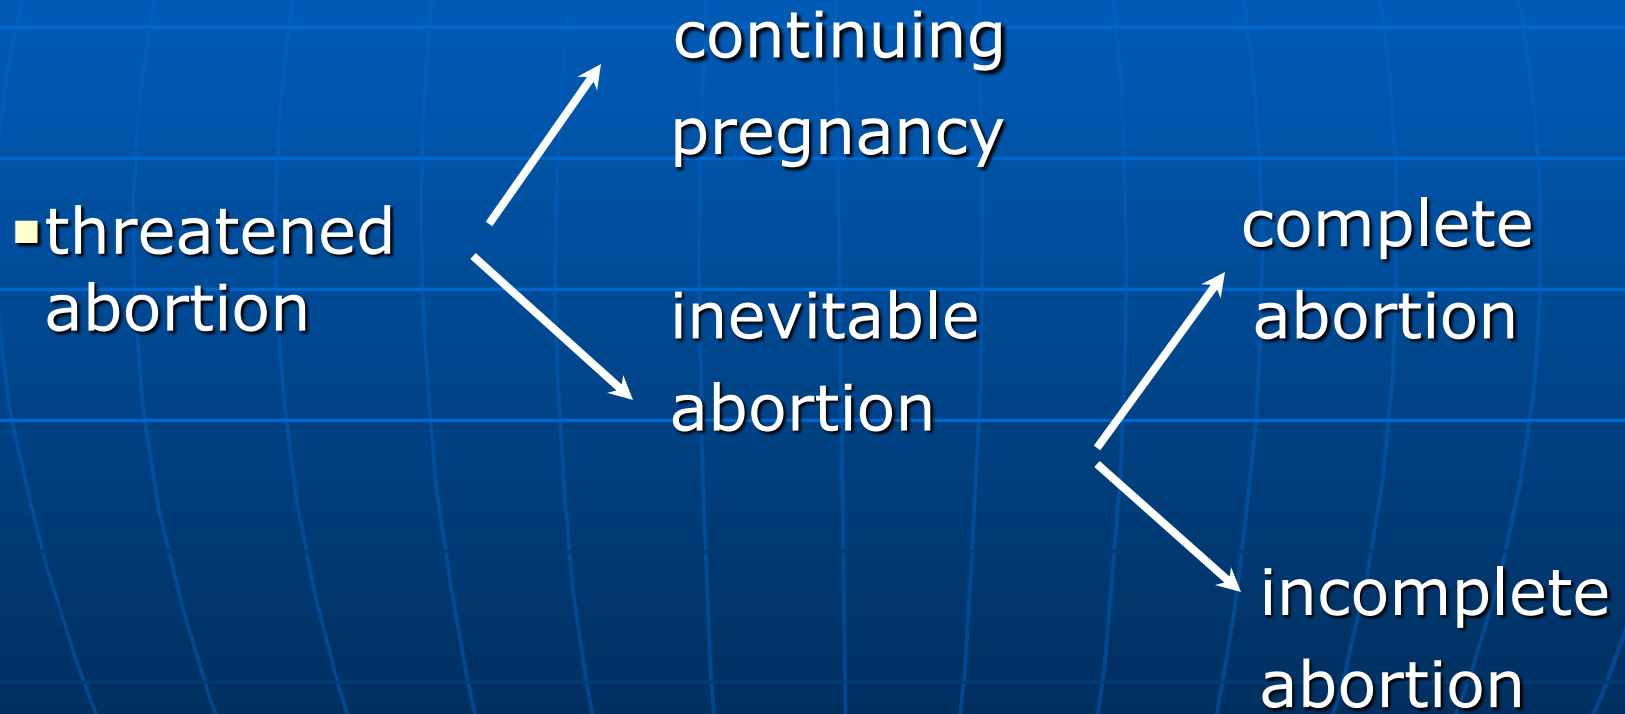 continuing
pregnancy
▪threatened
abortion
inevitable
abortion
complete
abortion
incomplete
abortion